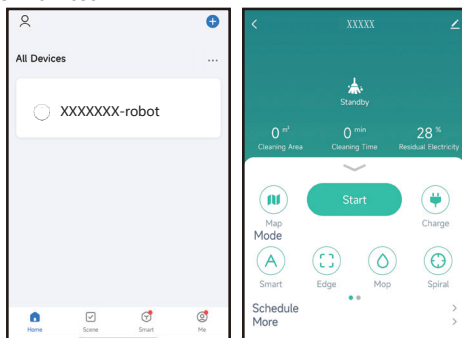 All Devices
...
XXXXXXX-robot
Home
Scene
Smart
Me
XXXXX
Standby
0 m²
0 min
28 %
Cleaning Area
Cleaning Time
Residual Electricity
Start
Map
Charge
Mode
A
Smart
Edge
Mop
Spiral
Schedule
More